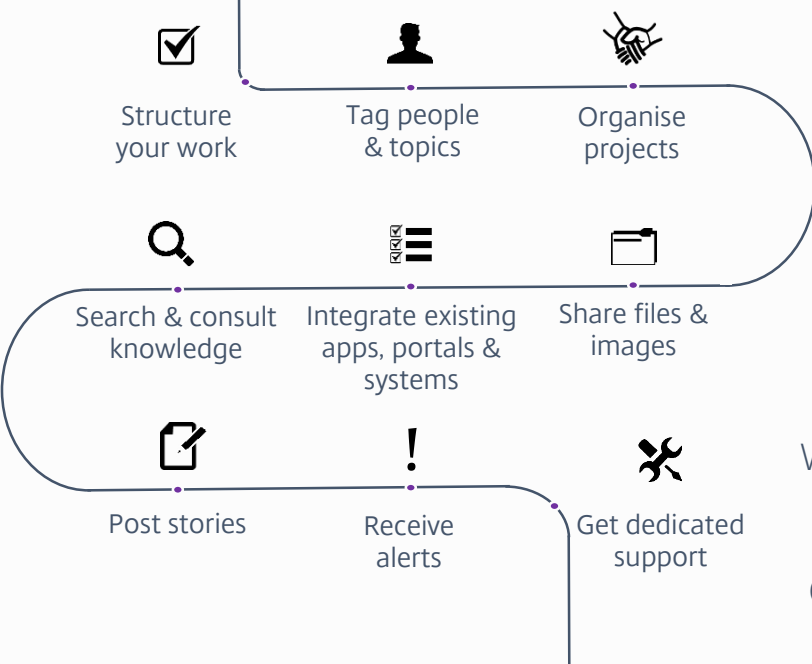 Structure
your work
Tag people
& topics
Organise
projects
Search & consult
knowledge
Integrate existing
apps, portals &
systems
Share files &
images
Post stories
Receive
alerts
Get dedicated
support